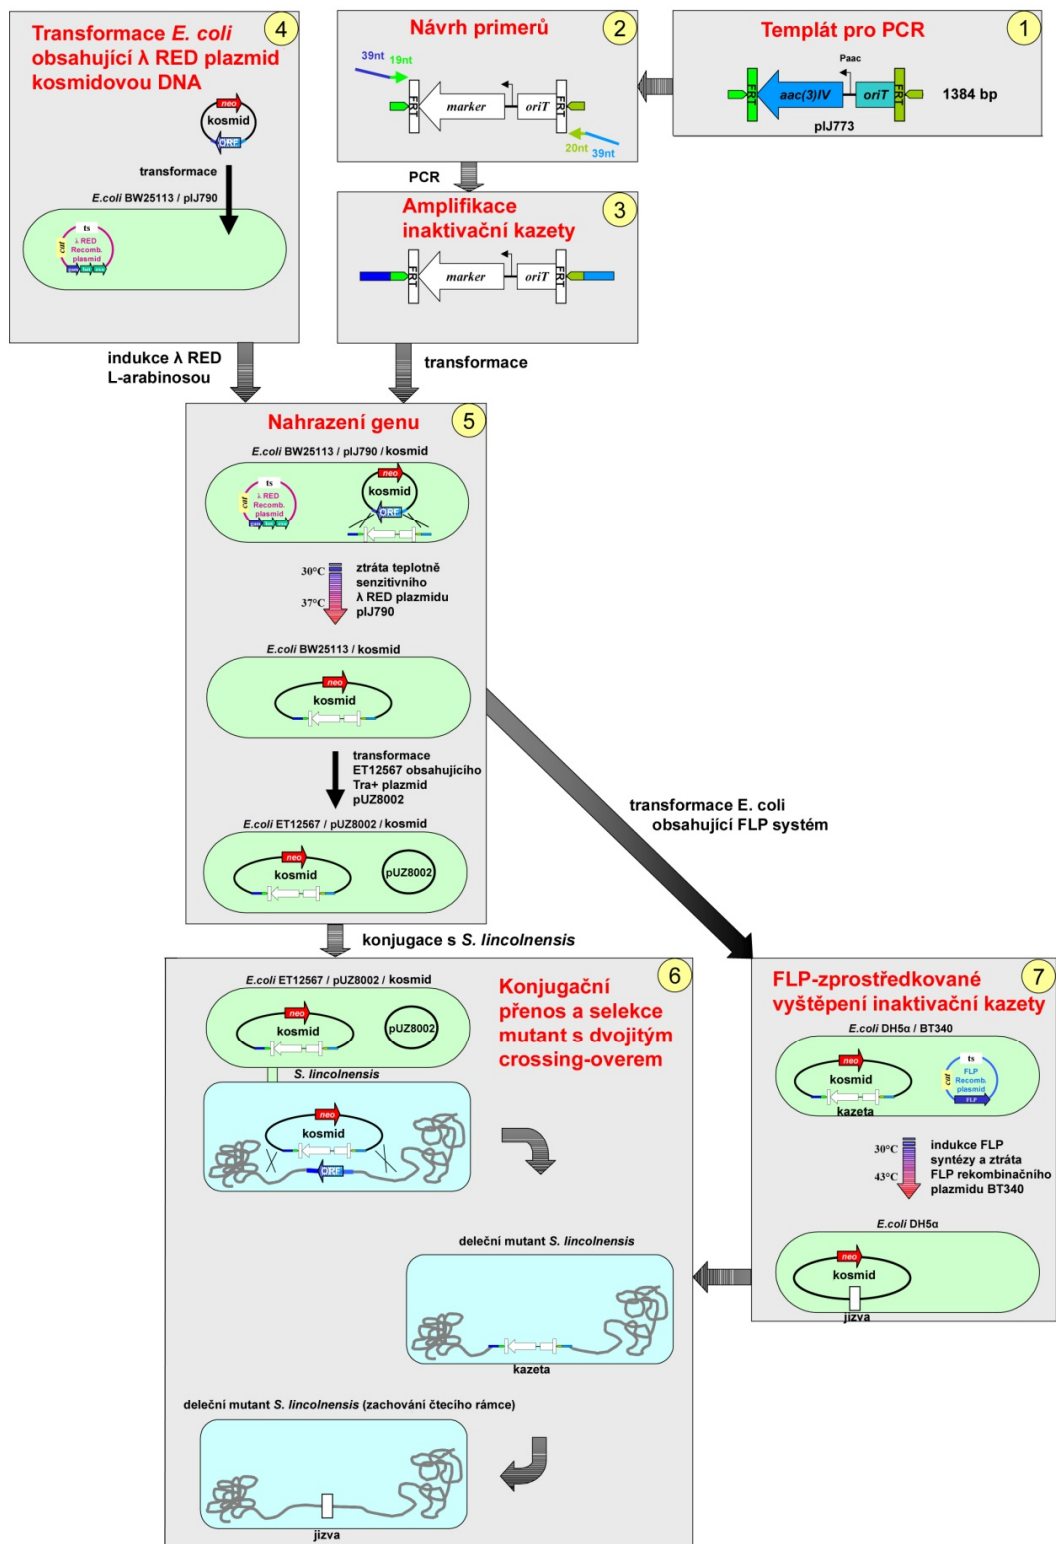 Transformace E. coli
obsahující λ RED plazmid
kosmidovou DNA
4
neo
kosmid
ORF
transformace
E.coli BW25113 / pIJ790
ts
cat
λ RED
Recomb.
plasmid
Návrh primerů
2
39nt
19nt
FRT
marker
oriT
FRT
20nt
39nt
Templát pro PCR
1
Paac
FRT
aac(3)IV
oriT
FRT
1384 bp
pIJ773
PCR
Amplifikace
inaktivační kazety
3
FRT
marker
oriT
FRT
indukce λ RED
L-arabinosou
transformace
Nahrazení genu
5
E.coli BW25113 / pIJ790 / kosmid
ts
cat
λ RED
Recomb.
plasmid
neo
kosmid
ORF
30°C
37°C
ztráta teplotně
senzitivního
λ RED plazmidu
pIJ790
E.coli BW25113 / kosmid
neo
kosmid
transformace
ET12567 obsahujícího
Tra+ plazmid
pUZ8002
E.coli ET12567 / pUZ8002 / kosmid
neo
kosmid
pUZ8002
transformace E. coli
obsahující FLP systém
konjugace s S. lincolnensis
6
E.coli ET12567 / pUZ8002 / kosmid
neo
kosmid
pUZ8002
Konjugační
přenos a selekce
mutant s dvojitým
crossing-overem
S. lincolnensis
neo
kosmid
ORF
deleční mutant S. lincolnensis
kazeta
deleční mutant S. lincolnensis (zachování čtecího rámce)
jizva
7
FLP-zprostředkované
vyštěpení inaktivační kazety
E.coli DH5α / BT340
neo
kosmid
kazeta
ts
cat
FLP
Recomb.
plasmid
FLP
30°C
43°C
indukce FLP
syntézy a ztráta
FLP rekombinačního
plazmidu BT340
E.coli DH5α
neo
kosmid
jizva